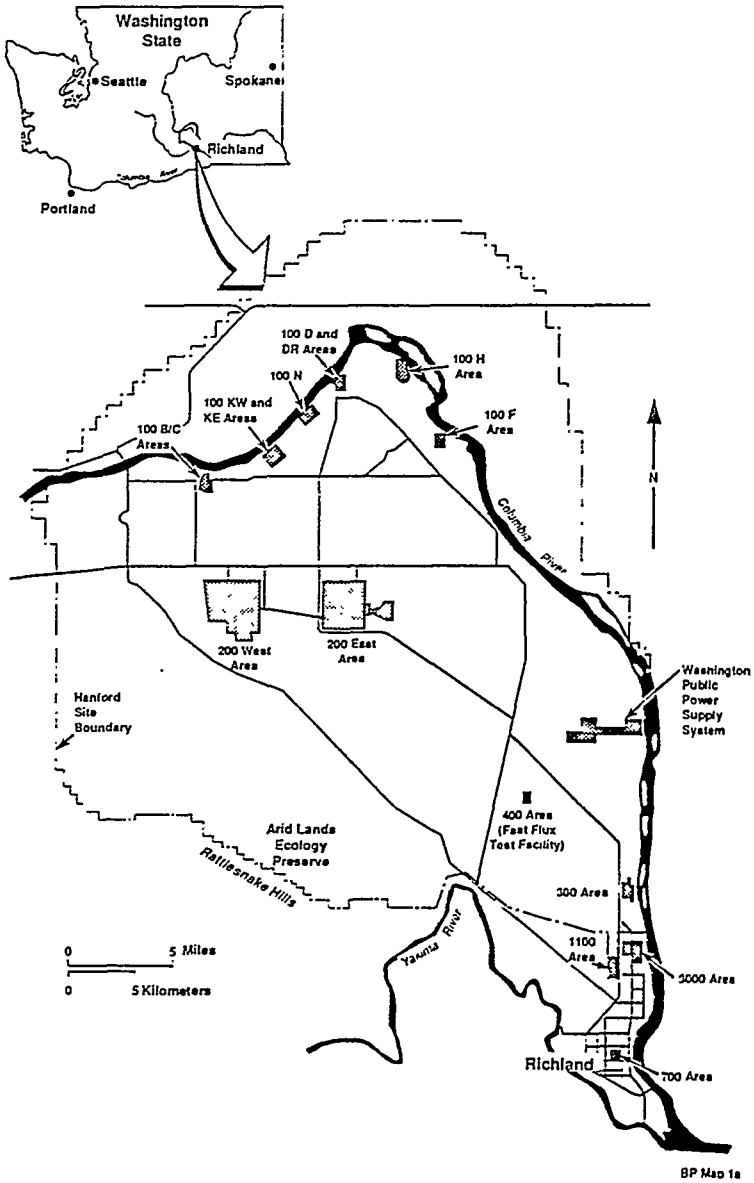 Washington
State
Seattle
Spokane
Richland
Columbia River
Portland
100 D and
DR Areas
100 H
Area
100 N
100 KW and
KE Areas
100 F
Area
100 B/C
Areas
N
Columbia River
200 West
Area
200 East
Area
Washington
Public
Power
Supply
System
Hanford
Site
Boundary
400 Area
(Fast Flux
Test Facility)
Arid Lands
Ecology
Preserve
Rattlesnake Hills
300 Area
Yakima River
1100
Area
3000 Area
0 5 Miles
0 5 Kilometers
Richland
700 Area
BP Map 1a